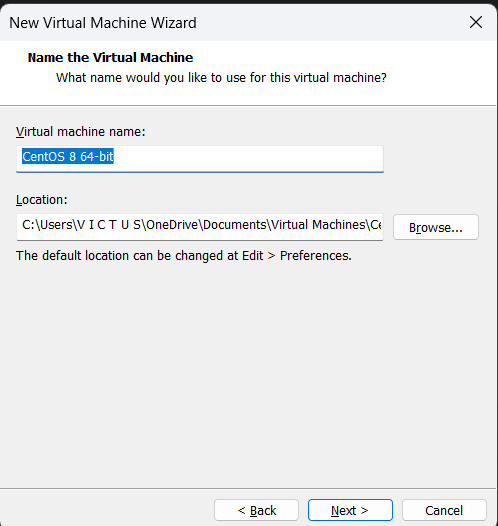 New Virtual Machine Wizard
Name the Virtual Machine
What name would you like to use for this virtual machine?
Virtual machine name:
CentOS 8 64-bit
Location:
C:\Users\V I C T U S\OneDrive\Documents\Virtual Machines\Ce
Browse...
The default location can be changed at Edit > Preferences.
< Back
Next >
Cancel